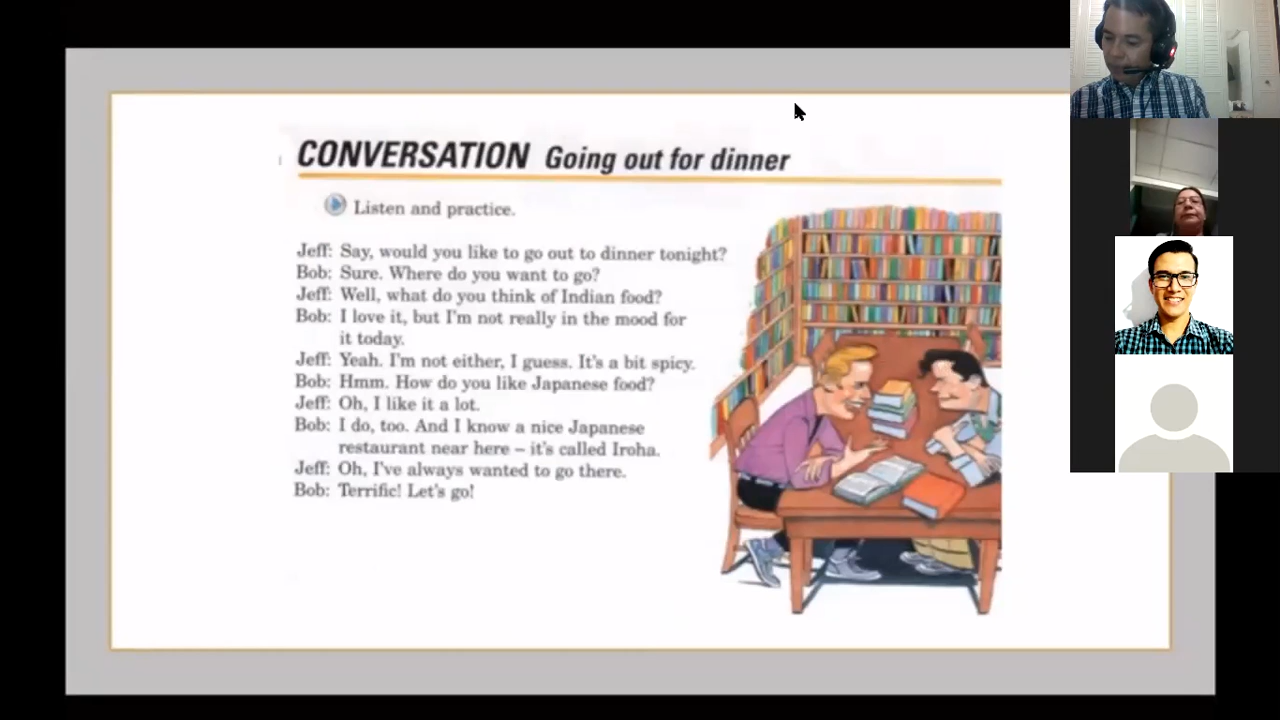 CONVERSATION Going out for dinner
Listen and practice.
Jeff: Say, would you like to go out to dinner tonight?
Bob: Sure. Where do you want to go?
Jeff: Well, what do you think of Indian food?
Bob: I love it, but I'm not really in the mood for
it today.
Jeff: Yeah. I'm not either, I guess. It's a bit spicy.
Bob: Hmm. How do you like Japanese food?
Jeff: Oh, I like it a lot.
Bob: I do, too. And I know a nice Japanese
restaurant near here – it's called Iroha.
Jeff: Oh, I've always wanted to go there.
Bob: Terrific! Let's go!